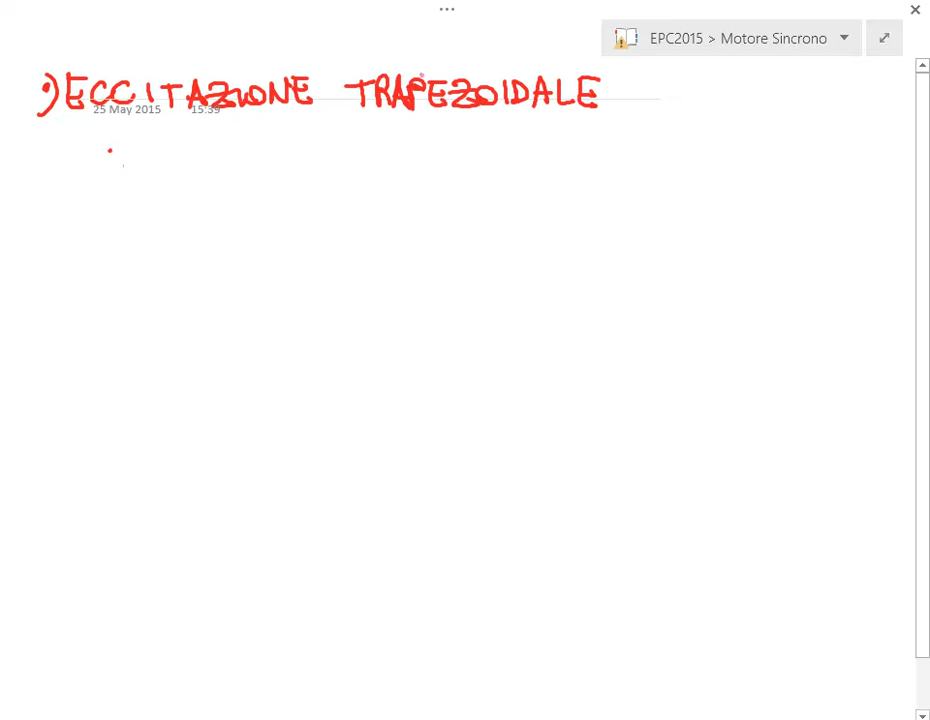 EPC2015 > Motore Sincrono
•) ECCITAZIONE TRAPEZOIDALE
25 May 2015 15:39